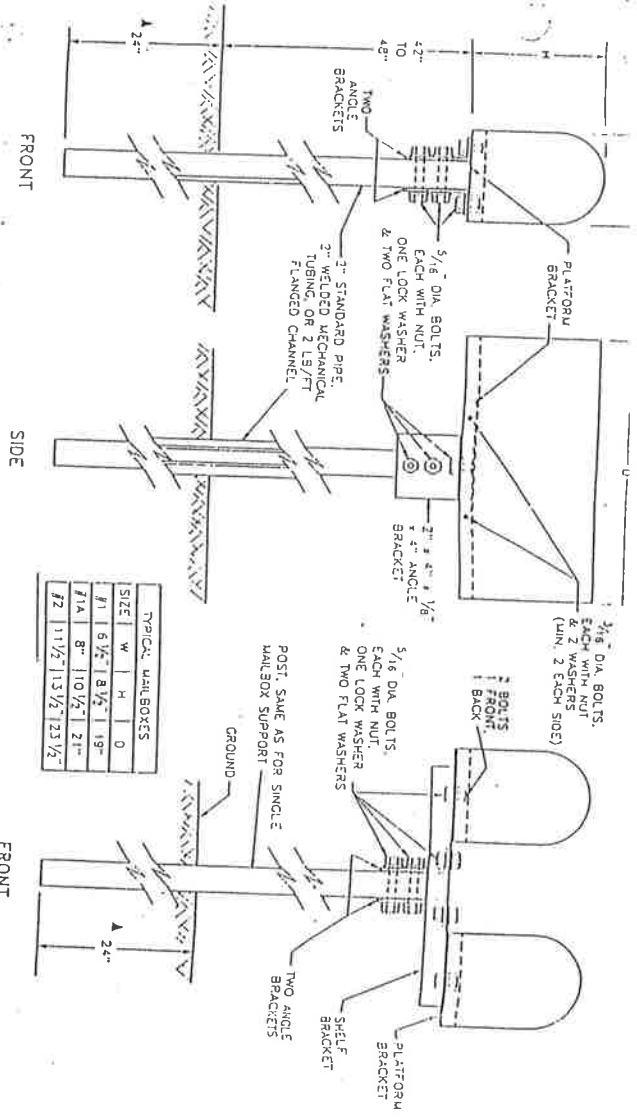 24"
42"
TO
48"
H
TWO
ANGLE
BRACKETS
PLATFORM
BRACKET
5/16" DIA. BOLTS,
EACH WITH NUT,
ONE LOCK WASHER
& TWO FLAT WASHERS
2" STANDARD PIPE,
2" WELDED MECHANICAL
TUBING, OR 2 LB/FT
FLANGED CHANNEL
FRONT
D
2" x 4" x 1/8"
x 4" ANGLE
BRACKET
SIDE
DIA. BOLTS,
EACH WITH NUT
& 2 WASHERS
(MIN. 2 EACH SIDE)
2 BOLTS
1 FRONT,
1 BACK
5/16" DIA. BOLTS,
EACH WITH NUT,
ONE LOCK WASHER
& TWO FLAT WASHERS
POST, SAME AS FOR SINGLE
MAILBOX SUPPORT
GROUND
PLATFORM
BRACKET
SHELF
BRACKET
TWO ANGLE
BRACKETS
24"
FRONT
TYPICAL MAILBOXES
SIZE W H D
#1 6 1/2" 8 1/2" 19"
#1A 8" 10 1/2" 21"
#2 11 1/2" 13 1/2" 23 1/2"